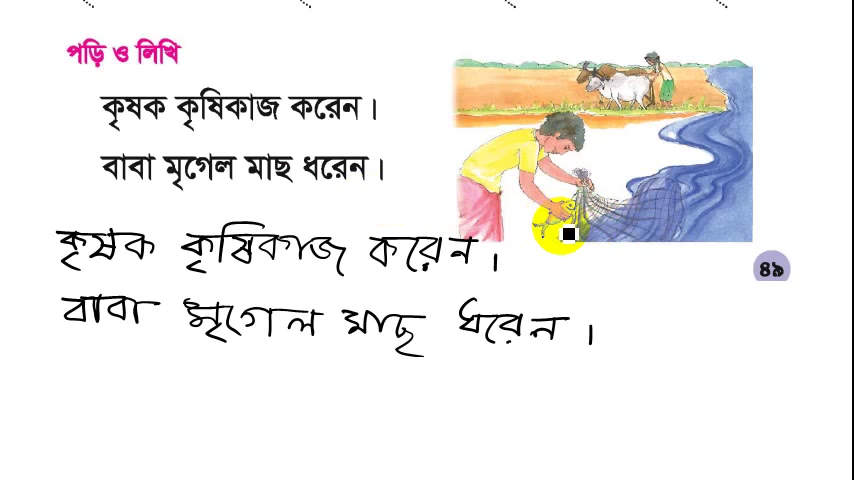 পড়ি ও লিখি
কৃষক কৃষিকাজ করেন।
বাবা মৃগেল মাছ ধরেন।
কৃষক কৃষিকাজ করেন।
বাবা মৃগেল মাছ ধরেন।
৪৯